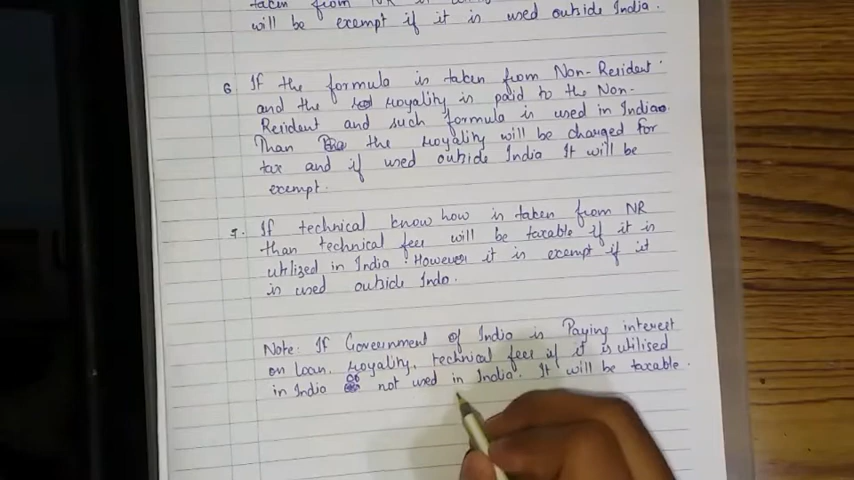 taken from NR
will be exempt if it is used outside India.
6 If the formula is taken from Non-Resident
and the royality is paid to the Non-
Resident and such formula is used in India
Than the royality will be charged for
tax and if used outside India It will be
exempt.
7. If technical know how is taken from NR
than technical fees will be taxable if it is
utilized in India. However it is exempt if it
is used outside Indo.
Note: If Government of India is Paying interest
on loan, royality, technical fees if it is utilised
in India or not used in India. It will be taxable.